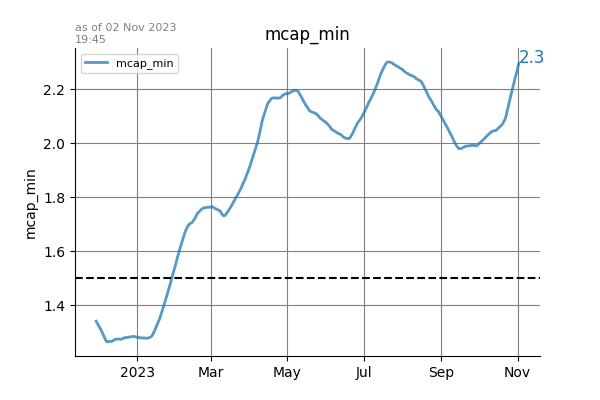 as of 02 Nov 2023
19:45
mcap_min
mcap_min
2.3
2.2
2.0
1.8
1.6
1.4
mcap_min
2023 Mar May Jul Sep Nov